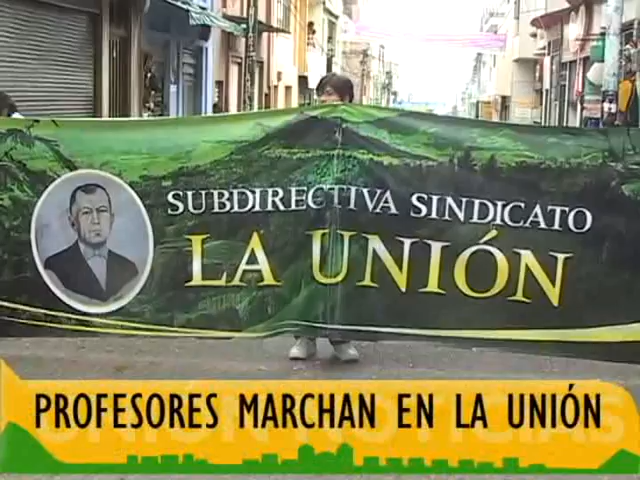 SUBDIRECTIVA SINDICATO
LA UNIÓN
PROFESORES MARCHAN EN LA UNIÓN